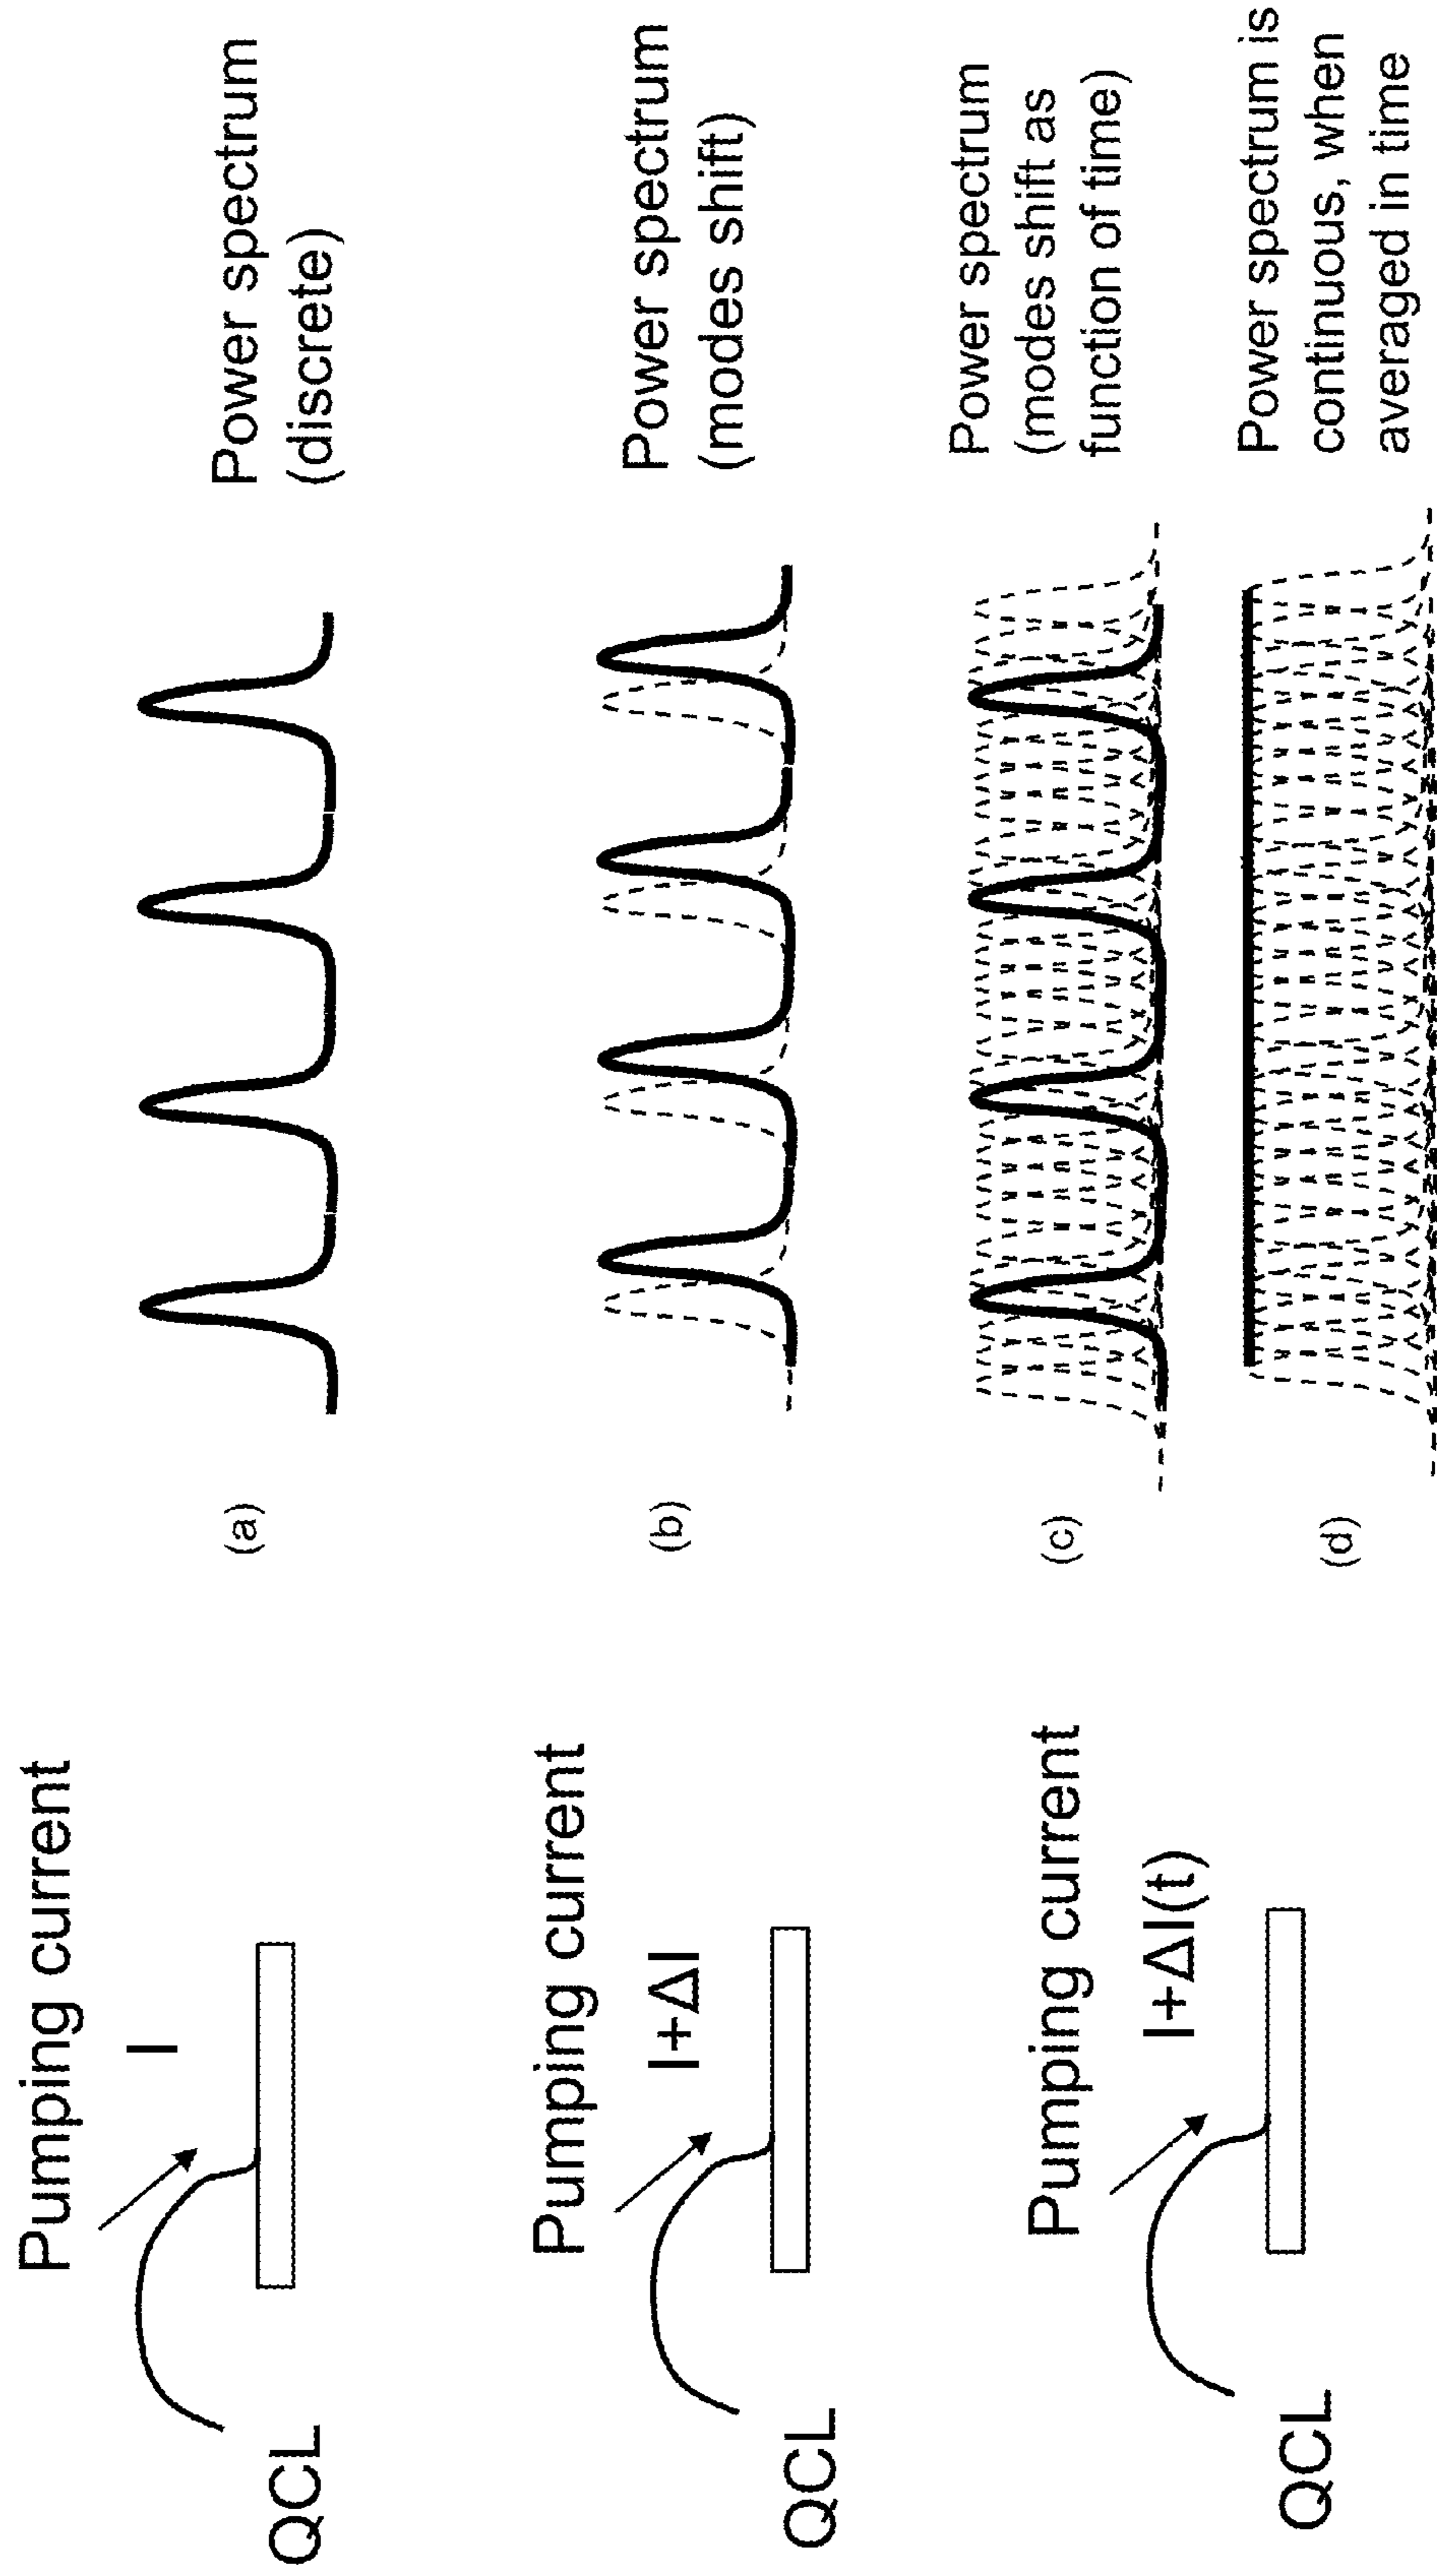 Pumping current
I
QCL
(a)
Power spectrum
(discrete)
Pumping current
I+ΔI
QCL
(b)
Power spectrum
(modes shift)
Pumping current
I+ΔI(t)
QCL
(c)
Power spectrum
(modes shift as
function of time)
(d)
Power spectrum is
continuous, when
averaged in time